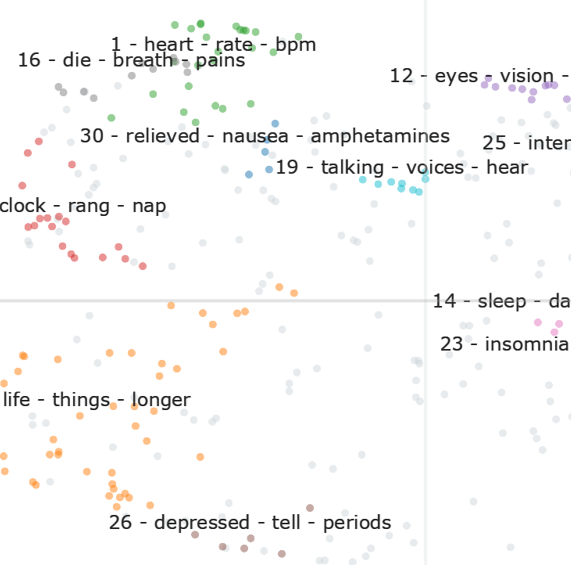 1 - heart - rate - bpm
16 - die - breath - pains
12 - eyes - vision -
30 - relieved - nausea - amphetamines
25 - inter
19 - talking - voices - hear
clock - rang - nap
14 - sleep - da
23 - insomnia
life - things - longer
26 - depressed - tell - periods